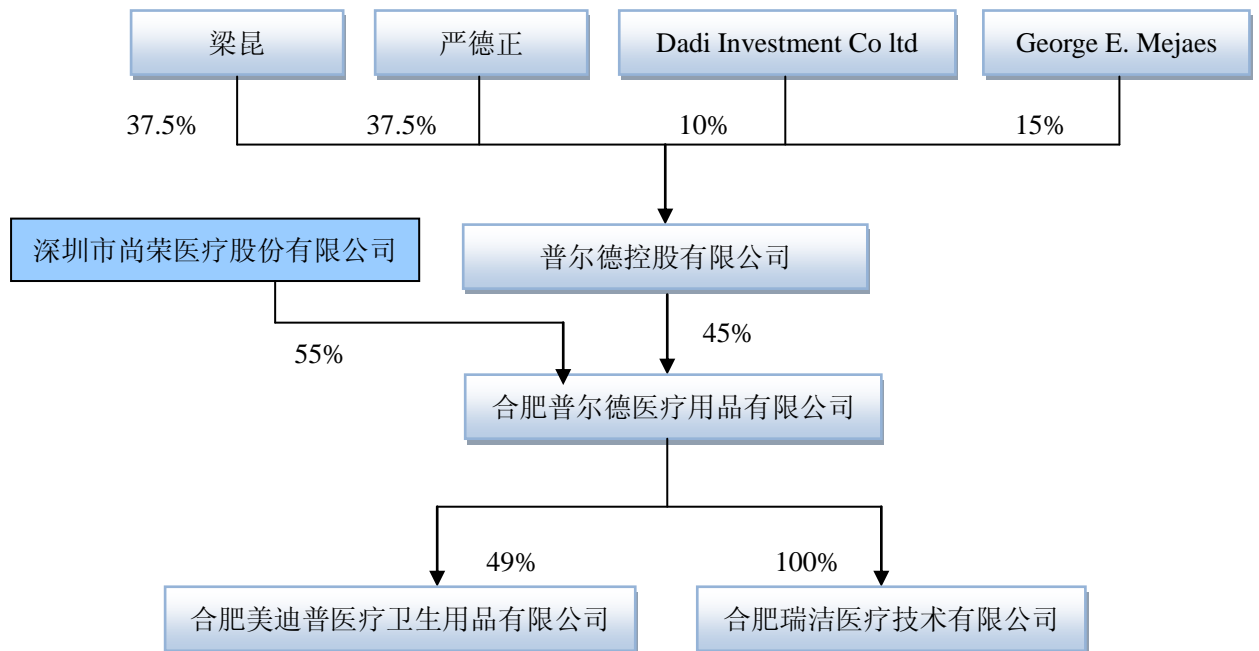 梁昆
严德正
Dadi Investment Co ltd
George E. Mejaes
37.5%
37.5%
10%
15%
深圳市尚荣医疗股份有限公司
普尔德控股有限公司
55%
45%
合肥普尔德医疗用品有限公司
49%
100%
合肥美迪普医疗卫生用品有限公司
合肥瑞洁医疗技术有限公司